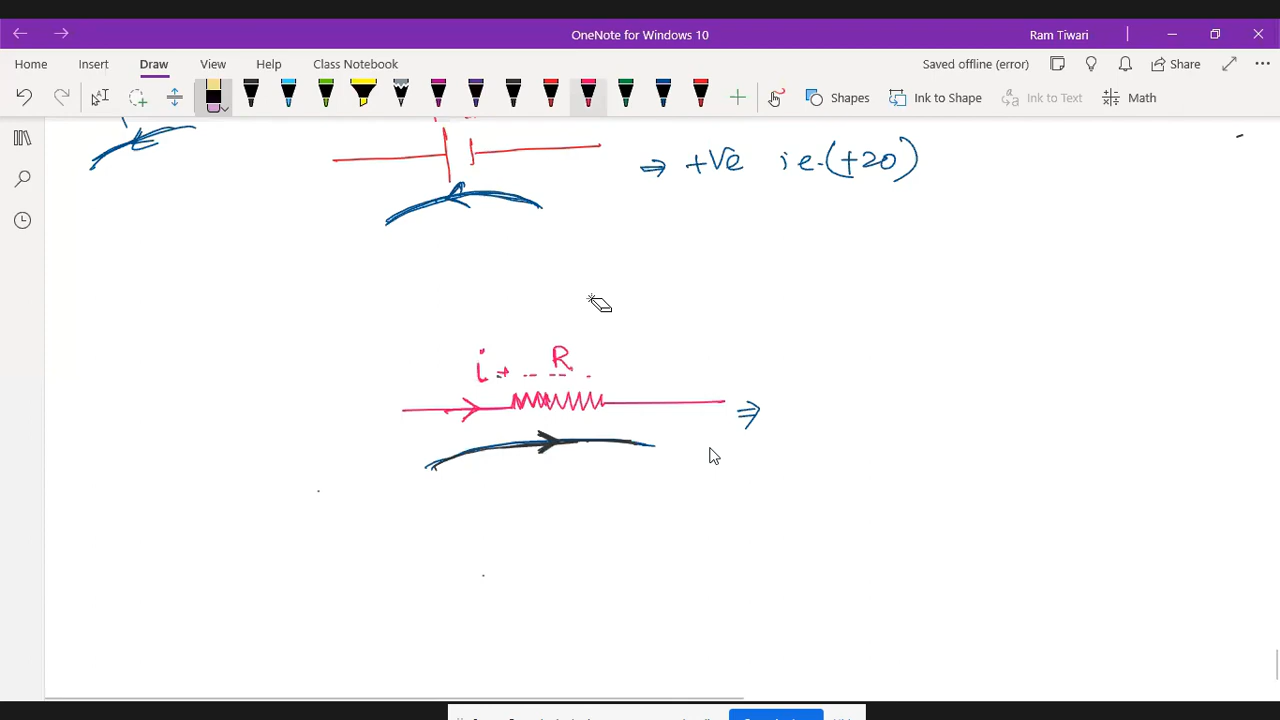 OneNote for Windows 10
Ram Tiwari
Home Insert Draw View Help Class Notebook
Saved offline (error) Share
Shapes Ink to Shape Ink to Text Math
⇒ +Ve i e. (+20)
i + R
⇒